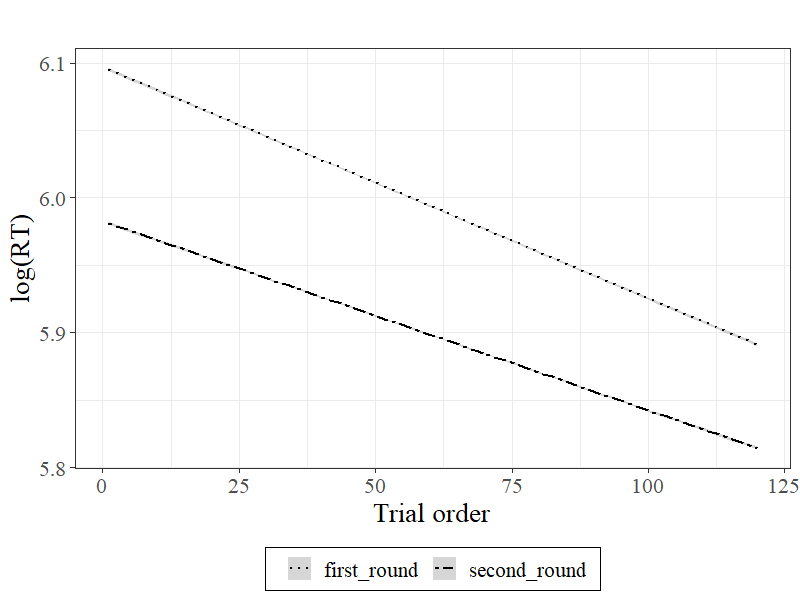 6.1
6.0
5.9
5.8
log(RT)
0 25 50 75 100 125
Trial order
first_round second_round